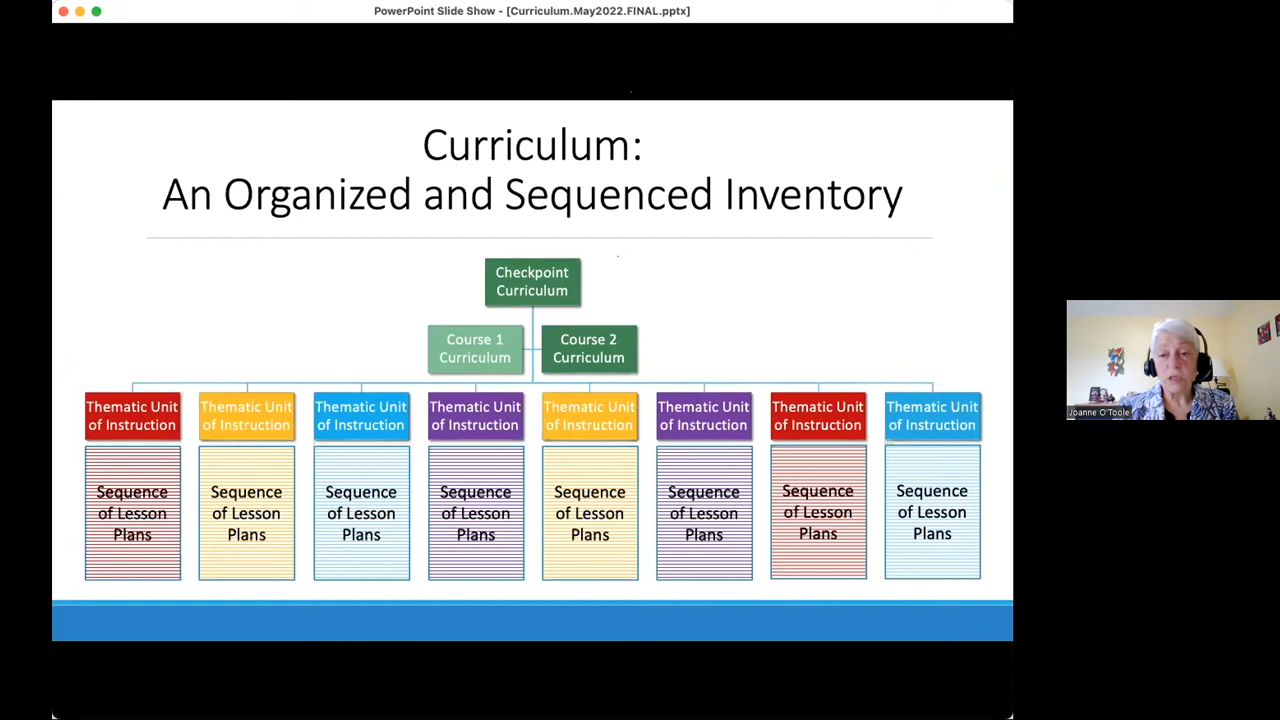 PowerPoint Slide Show - [Curriculum.May2022.FINAL.pptx]
Curriculum:
An Organized and Sequenced Inventory
Checkpoint
Curriculum
Course 1
Curriculum
Course 2
Curriculum
Thematic Unit
of Instruction
Thematic Unit
of Instruction
Thematic Unit
of Instruction
Thematic Unit
of Instruction
Thematic Unit
of Instruction
Thematic Unit
of Instruction
Thematic Unit
of Instruction
Thematic Unit
of Instruction
Sequence
of Lesson
Plans
Sequence
of Lesson
Plans
Sequence
of Lesson
Plans
Sequence
of Lesson
Plans
Sequence
of Lesson
Plans
Sequence
of Lesson
Plans
Sequence
of Lesson
Plans
Sequence
of Lesson
Plans
Joanne O'Toole